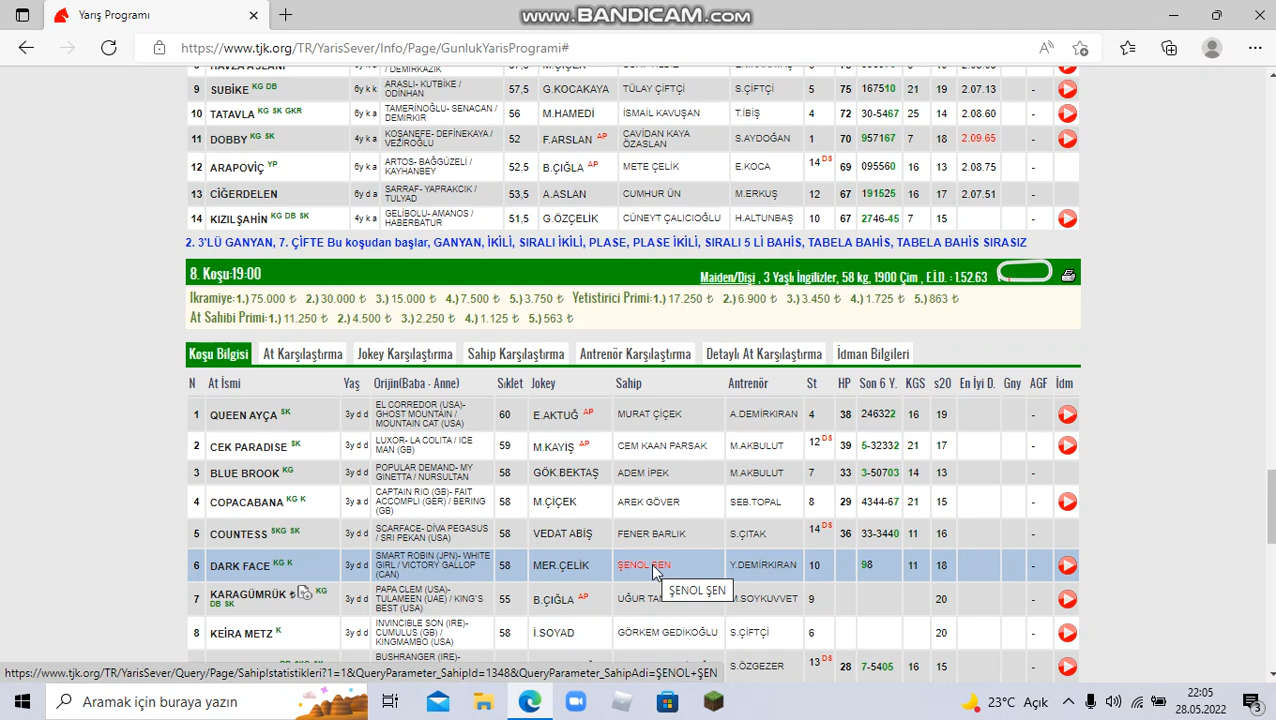 Yarış Programı
www.BANDICAM.com
https://www.tjk.org/TR/YarisSever/Info/Page/GunlukYarisProgrami#
/ DEMİRKAZIK
9 SUBİKE KG DB 6y k k ARASLI- KUTBİKE / ODİNHAN 57,5 G.KOCAKAYA TÜLAY ÇİFTÇİ S.ÇİFTÇİ 5 75 167510 21 19 2.07.13 -
10 TATAVLA KG SK GKR 6y k k TAMERİNOĞLU- SENACAN / DEMİRKIR 56 M.HAMEDİ İSMAİL KAVUŞAN T.İBİŞ 4 72 30-5467 25 14 2.08.60 -
11 DOBBY KG SK 6y k a KOŞANEFE- DEFİNEKAYA / VEZİROĞLU 52 F.ARSLAN AP CAVİDAN KAYA ÖZASLAN S.AYDOĞAN 1 70 957167 7 18 2.09.65 -
12 ARAPOVİÇ YP 6y k a ARTOS- BAĞGÜZELİ / KAYHANBEY 52,5 B.ÇIĞLA AP METE ÇELİK E.KOCA 14 DS 69 095560 10 16 2.08.75 -
13 CİĞERDELEN 6y d a SARRAF- YAPRAKCIK / TULYAD 53,5 A.ASLAN CUMHUR ÜN M.ERKUŞ 12 67 191525 16 17 2.07.51 -
14 KIZILŞAHİN KG DB SK 4y k a GELİBOLU- AMANOS / HABERBATUR 51,5 G.ÖZÇELİK CÜNEYT ÇALICIOĞLU H.ALTUNBAŞ 10 67 2746-45 7 15 -
2. 3'LÜ GANYAN, 7. ÇİFTE Bu koşudan başlar, GANYAN, İKİLİ, SIRALI İKİLİ, PLASE, PLASE İKİLİ, SIRALI 5 Lİ BAHİS, TABELA BAHİS, TABELA BAHİS SIRASIZ
8. Koşu:19:00 Maiden/Dişi , 3 Yaşlı İngilizler, 58 kg, 1900 Çim , E.İ.D. : 1.52.63
Ikramiye:1.) 75.000 ₺ 2.) 30.000 ₺ 3.) 15.000 ₺ 4.) 7.500 ₺ 5.) 3.750 ₺ Yetistirici Primi:1.) 17.250 ₺ 2.) 6.900 ₺ 3.) 3.450 ₺ 4.) 1.725 ₺ 5.) 863 ₺
At Sahibi Primi:1.) 11.250 ₺ 2.) 4.500 ₺ 3.) 2.250 ₺ 4.) 1.125 ₺ 5.) 563 ₺
Koşu Bilgisi At Karşılaştırma Jokey Karşılaştırma Sahip Karşılaştırma Antrenör Karşılaştırma Detaylı At Karşılaştırma İdman Bilgileri
N At İsmi Yaş Orijin(Baba - Anne) Sıklet Jokey Sahip Antrenör St HP Son 6 Y. KGS s20 En İyi D. Gny AGF İdm
1 QUEEN AYÇA SK 3y d d EL CORREDOR (USA)- GHOST MOUNTAIN / MOUNTAIN CAT (USA) 60 E.AKTUĞ AP MURAT ÇİÇEK A.DEMİRKIRAN 4 38 246322 16 19 -
2 CEK PARADISE SK 3y d d LUXOR- LA COLITA / ICE MAN (GB) 59 M.KAYİŞ AP CEM KAAN PARSAK M.AKBULUT 12 DS 39 5-32332 21 17 -
3 BLUE BROOK KG 3y d d POPULAR DEMAND- MY GINETTA / NURSULTAN 58 GÖK.BEKTAŞ ADEM İPEK M.AKBULUT 7 33 3-50703 14 13 -
4 COPACABANA KG K 3y a d CAPTAIN RIO (GB)- FAIT ACCOMPLI (GER) / BERING (GB) 58 M.ÇİÇEK AREK GÖVER SEB.TOPAL 8 29 4344-67 21 15 -
5 COUNTESS SKG SK 3y d d SCARFACE- DİVA PEGASUS / SRI PEKAN (USA) 58 VEDAT ABİŞ FENER BARLIK S.ÇITAK 14 DS 36 33-3440 11 16 -
6 DARK FACE KG K 3y d d SMART ROBIN (JPN)- WHITE GIRL / VICTORY GALLOP (CAN) 58 MER.ÇELİK ŞENOL ŞEN Y.DEMİRKIRAN 10 98 11 18 -
ŞENOL ŞEN
7 KARAGÜMRÜK ₺ KG DB SK 3y d d PAPA CLEM (USA)- TULAMEEN (UAE) / KING'S BEST (USA) 55 B.ÇIĞLA AP UĞUR M.SOYKUVVET 9 20 -
8 KEİRA METZ K 3y d d INVINCIBLE SON (IRE)- CUMULUS (GB) / KINGMAMBO (USA) 58 İ.SOYAD GÖRKEM GEDİKOĞLU S.ÇİFTÇİ 6 20 -
BUSHRANGER (IRE)- S.ÖZGEZER 13 DS 28 7-5405 16 15 -
https://www.tjk.org/TR/YarisSever/Query/Page/SahipIstatistikleri?1=1&QueryParameter_SahipId=1348&QueryParameter_SahipAdi=ŞENOL+ŞEN
Aramak için buraya yazın
23°C Açık
22:05
28.05.2022
3